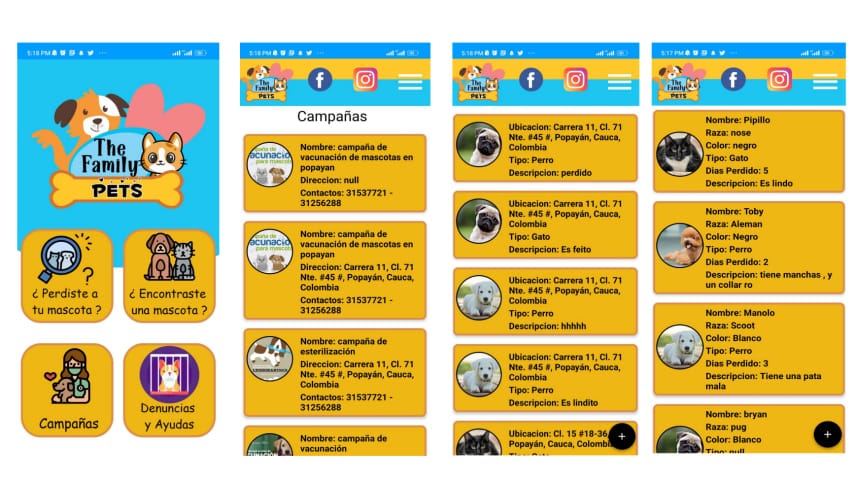 5:18 PM
The
Family
PETS
¿ Perdiste a
tu mascota ?
¿ Encontraste
una mascota ?
Campañas
Denuncias
y Ayudas
5:18 PM
The
Family
PETS
Campañas
Nombre: campaña de
vacunación de mascotas en
popayan
Direccion: null
Contactos: 31537721 -
31256288
Nombre: campaña de
vacunación de mascotas en
popayan
Direccion: Carrera 11, Cl. 71
Nte. #45 #, Popayán, Cauca,
Colombia
Contactos: 31537721 -
31256288
Nombre: campaña de
esterilización
Direccion: Carrera 11, Cl. 71
Nte. #45 #, Popayán, Cauca,
Colombia
Contactos: 31537721 -
31256288
Nombre: campaña de
vacunación
5:18 PM
The
Family
PETS
Ubicacion: Carrera 11, Cl. 71
Nte. #45 #, Popayán, Cauca,
Colombia
Tipo: Perro
Descripcion: perdido
Ubicacion: Carrera 11, Cl. 71
Nte. #45 #, Popayán, Cauca,
Colombia
Tipo: Gato
Descripcion: Es feito
Ubicacion: Carrera 11, Cl. 71
Nte. #45 #, Popayán, Cauca,
Colombia
Tipo: Perro
Descripcion: hhhhh
Ubicacion: Carrera 11, Cl. 71
Nte. #45 #, Popayán, Cauca,
Colombia
Tipo: Perro
Descripcion: Es lindito
Ubicacion: Cl. 15 #18-36,
Popayán, Cauca, Colombia
Tipo: Gato
5:17 PM
The
Family
PETS
Nombre: Pipillo
Raza: nose
Color: negro
Tipo: Gato
Dias Perdido: 5
Descripcion: Es lindo
Nombre: Toby
Raza: Aleman
Color: Negro
Tipo: Perro
Dias Perdido: 2
Descripcion: tiene manchas , y
un collar ro
Nombre: Manolo
Raza: Scoot
Color: Blanco
Tipo: Perro
Dias Perdido: 3
Descripcion: Tiene una pata
mala
Nombre: bryan
Raza: pug
Color: Blanco
Tipo: null